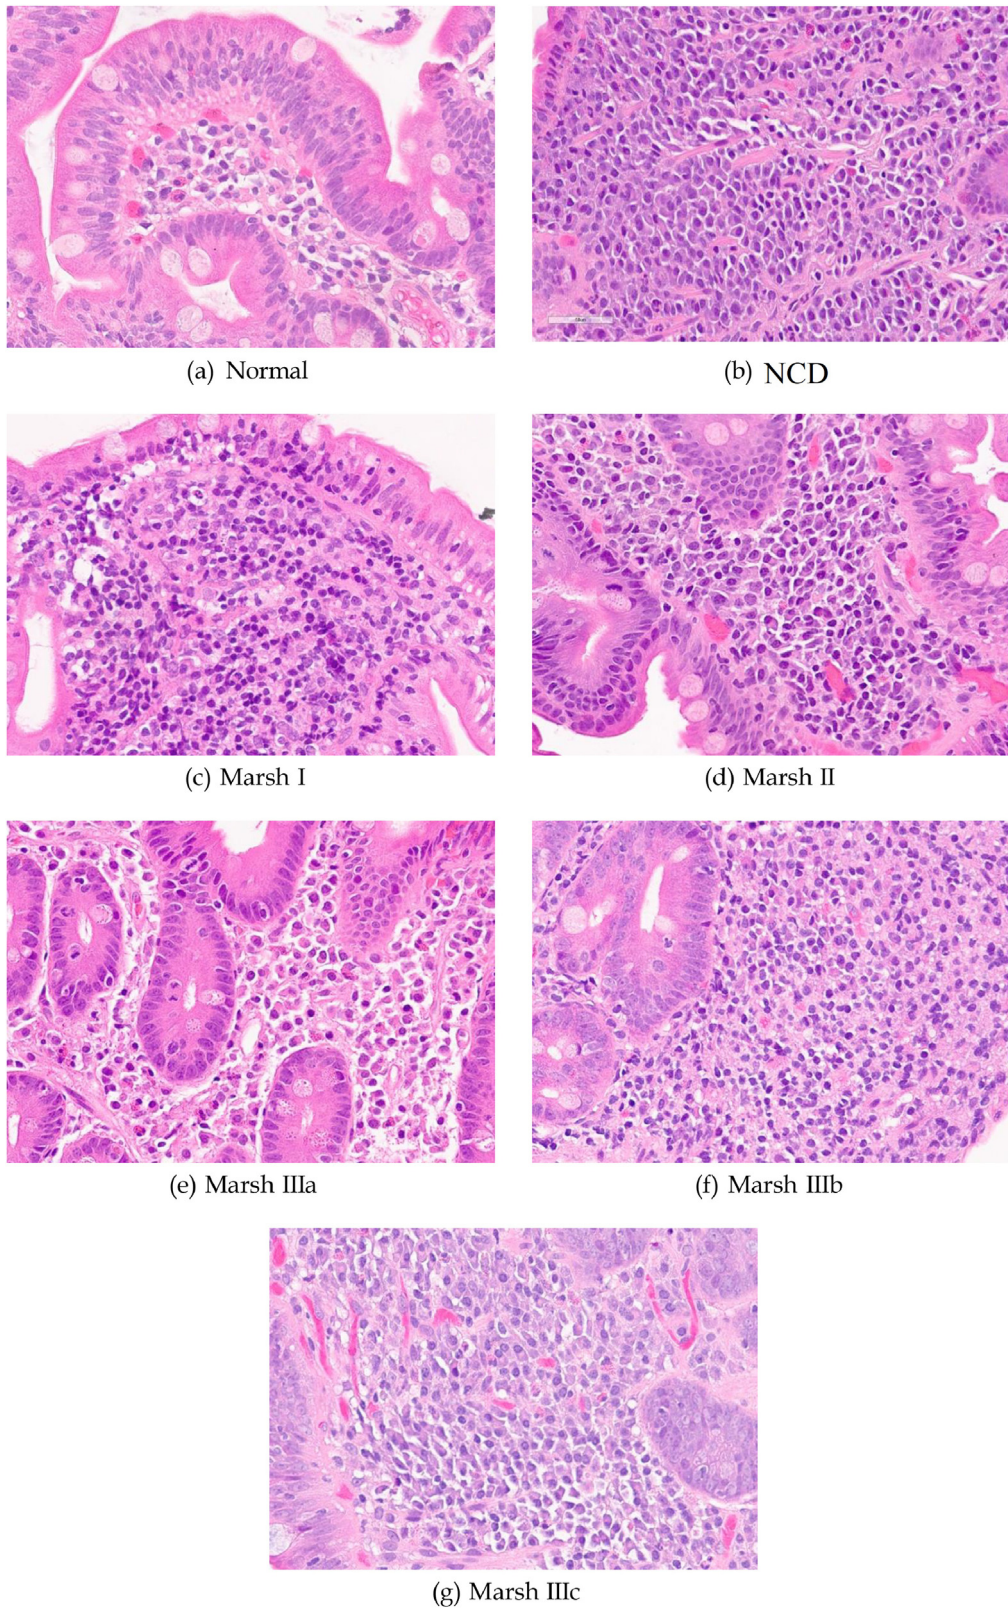 (a) Normal
(b) NCD
(c) Marsh I
(d) Marsh II
(e) Marsh IIIa
(f) Marsh IIIb
(g) Marsh IIIc